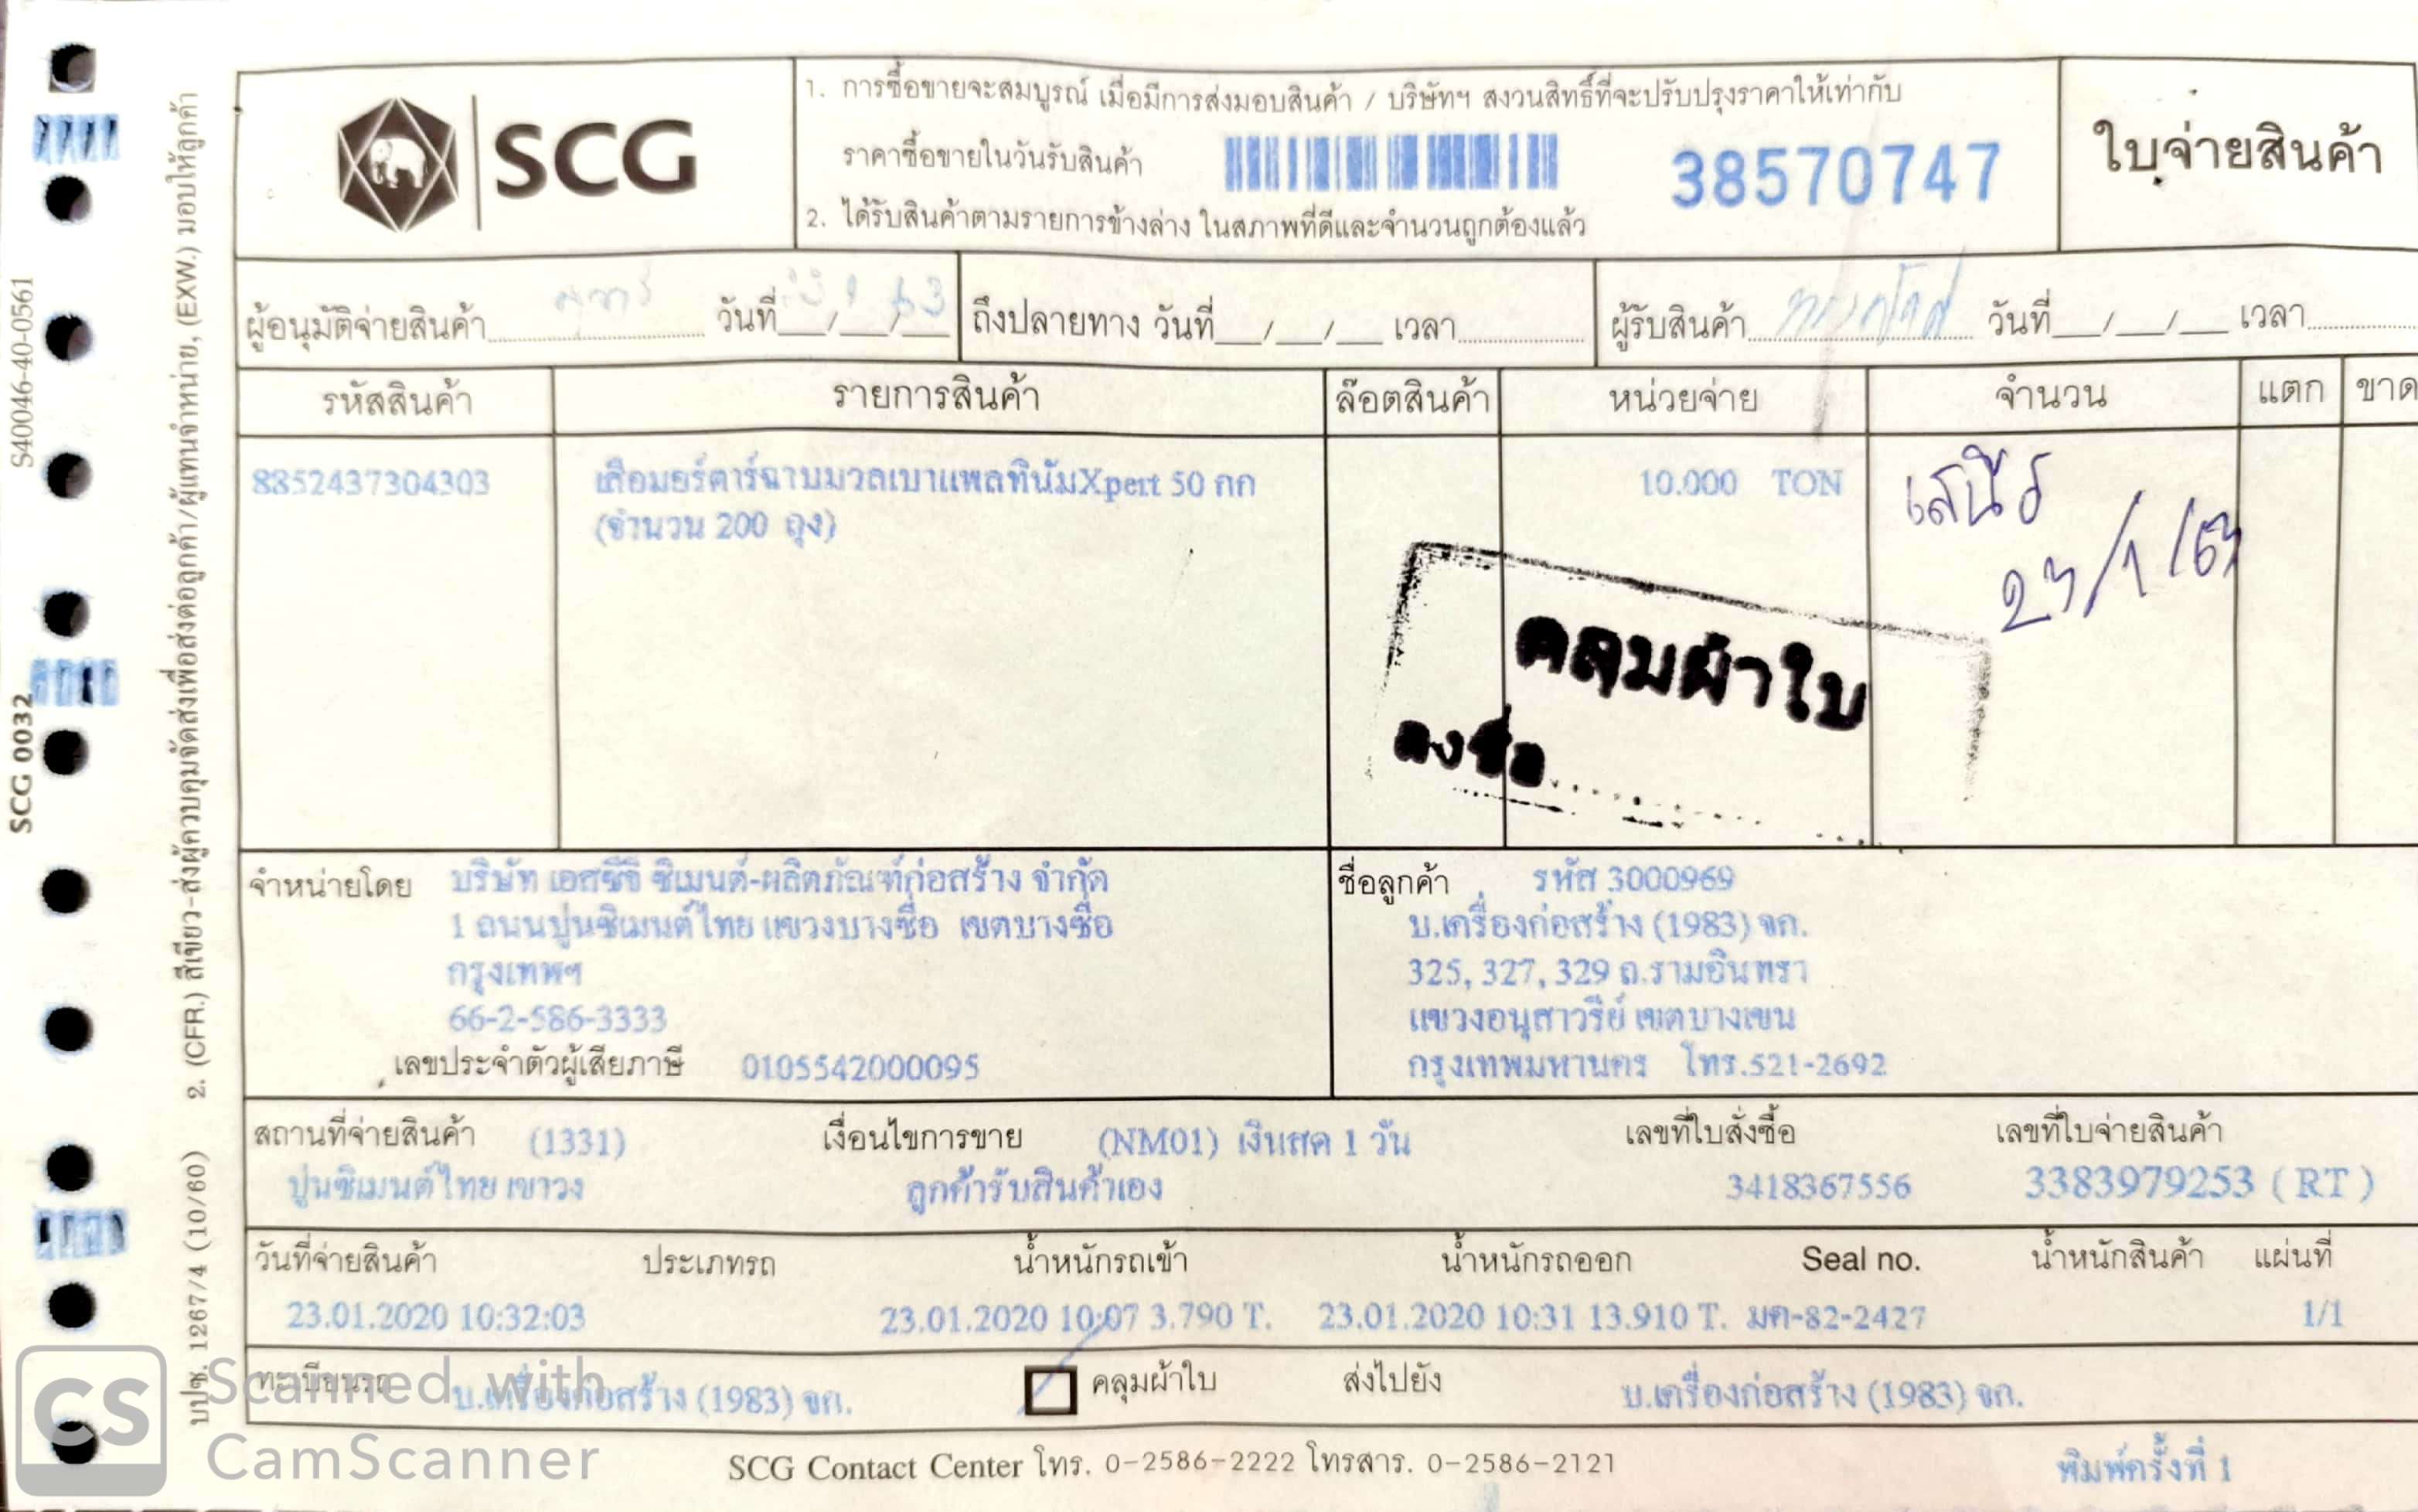 SCG
1. การซื้อขายจะสมบูรณ์ เมื่อมีการส่งมอบสินค้า / บริษัทฯ สงวนสิทธิ์ที่จะปรับปรุงราคาให้เท่ากับ
ราคาซื้อขายในวันรับสินค้า
38570747
2. ได้รับสินค้าตามรายการข้างล่าง ในสภาพที่ดีและจำนวนถูกต้องแล้ว
ใบจ่ายสินค้า
ผู้อนุมัติจ่ายสินค้า วันที่ / / 63
ถึงปลายทาง วันที่__/__/__ เวลา
ผู้รับสินค้า วันที่__/__/__ เวลา
รหัสสินค้า รายการสินค้า ล๊อตสินค้า หน่วยจ่าย จำนวน แตก ขาด
8852437304303 เสือมอร์ตาร์ฉาบมวลเบาแพลทินัมXpert 50 กก 10.000 TON
(จำนวน 200 ถุง)
23/1/63
คลุมผ้าใบ
ลงชื่อ
จำหน่ายโดย บริษัท เอสซีจี ซิเมนต์-ผลิตภัณฑ์ก่อสร้าง จำกัด
1 ถนนปูนซิเมนต์ไทย แขวงบางซื่อ เขตบางซื่อ
กรุงเทพฯ
66-2-586-3333
เลขประจำตัวผู้เสียภาษี 0105542000095
ชื่อลูกค้า รหัส 3000969
บ.เครื่องก่อสร้าง (1983) จก.
325, 327, 329 ถ.รามอินทรา
แขวงอนุสาวรีย์ เขตบางเขน
กรุงเทพมหานคร โทร.521-2692
สถานที่จ่ายสินค้า (1331) เงื่อนไขการขาย (NM01) เงินสด 1 วัน เลขที่ใบสั่งซื้อ เลขที่ใบจ่ายสินค้า
ปูนซิเมนต์ไทย เขาวง ลูกค้ารับสินค้าเอง 3418367556 3383979253 (RT)
วันที่จ่ายสินค้า ประเภทรถ น้ำหนักรถเข้า น้ำหนักรถออก Seal no. น้ำหนักสินค้า แผ่นที่
23.01.2020 10:32:03 23.01.2020 10:07 3.790 T. 23.01.2020 10:31 13.910 T. มค-82-2427 1/1
ทะเบียนรถ บ.เครื่องก่อสร้าง (1983) จก. คลุมผ้าใบ ส่งไปยัง บ.เครื่องก่อสร้าง (1983) จก.
SCG Contact Center โทร. 0-2586-2222 โทรสาร. 0-2586-2121
พิมพ์ครั้งที่ 1
S40046-40-0561
SCG 0032
บปซ. 1267/4 (10/60) 2. (CFR.) สีเขียว-ส่งผู้ควบคุมจัดส่งเพื่อส่งต่อลูกค้า/ผู้แทนจำหน่าย, (EXW.) มอบให้ลูกค้า
CS Scanned with
CamScanner